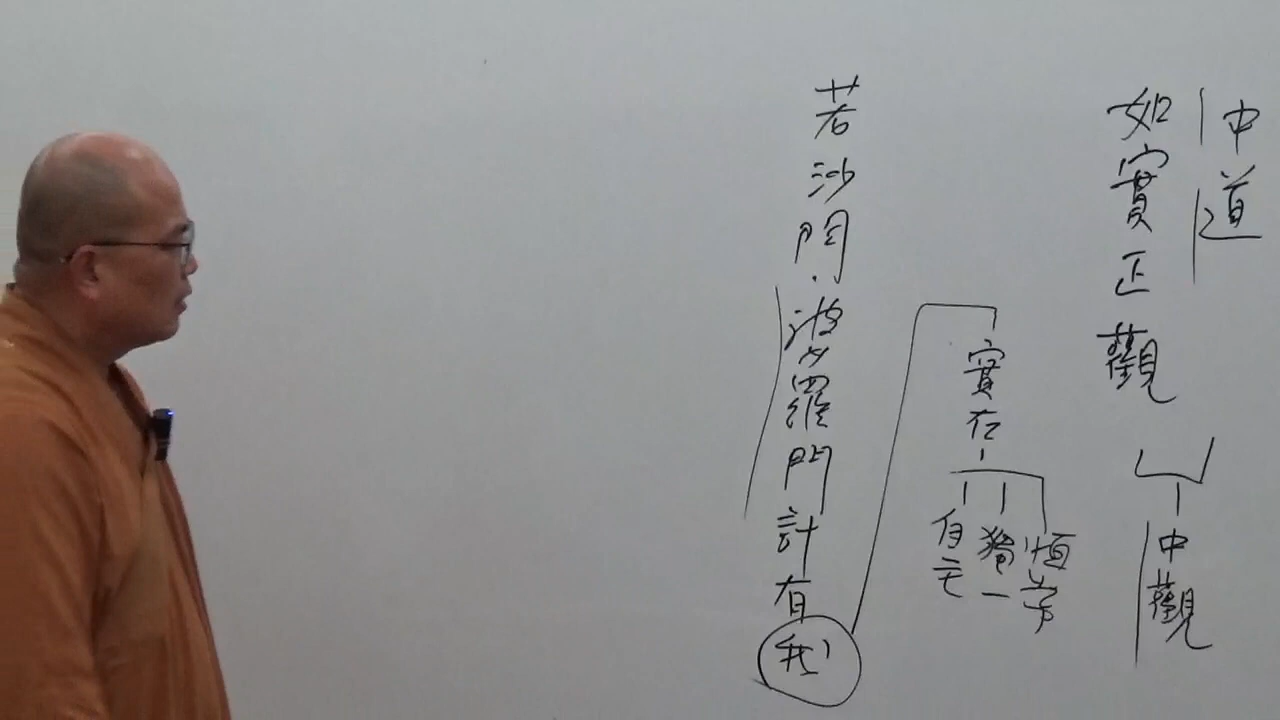 中道
如實正觀
中觀
實在
恒常
獨一
自在
若沙門.婆羅門計有我